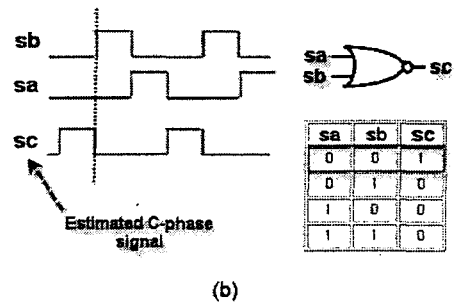 sb
sa
sc
Estimated C-phase
signal
sa
sb
sc
sa sb sc
0 0 1
0 1 0
1 0 0
1 1 0
(b)